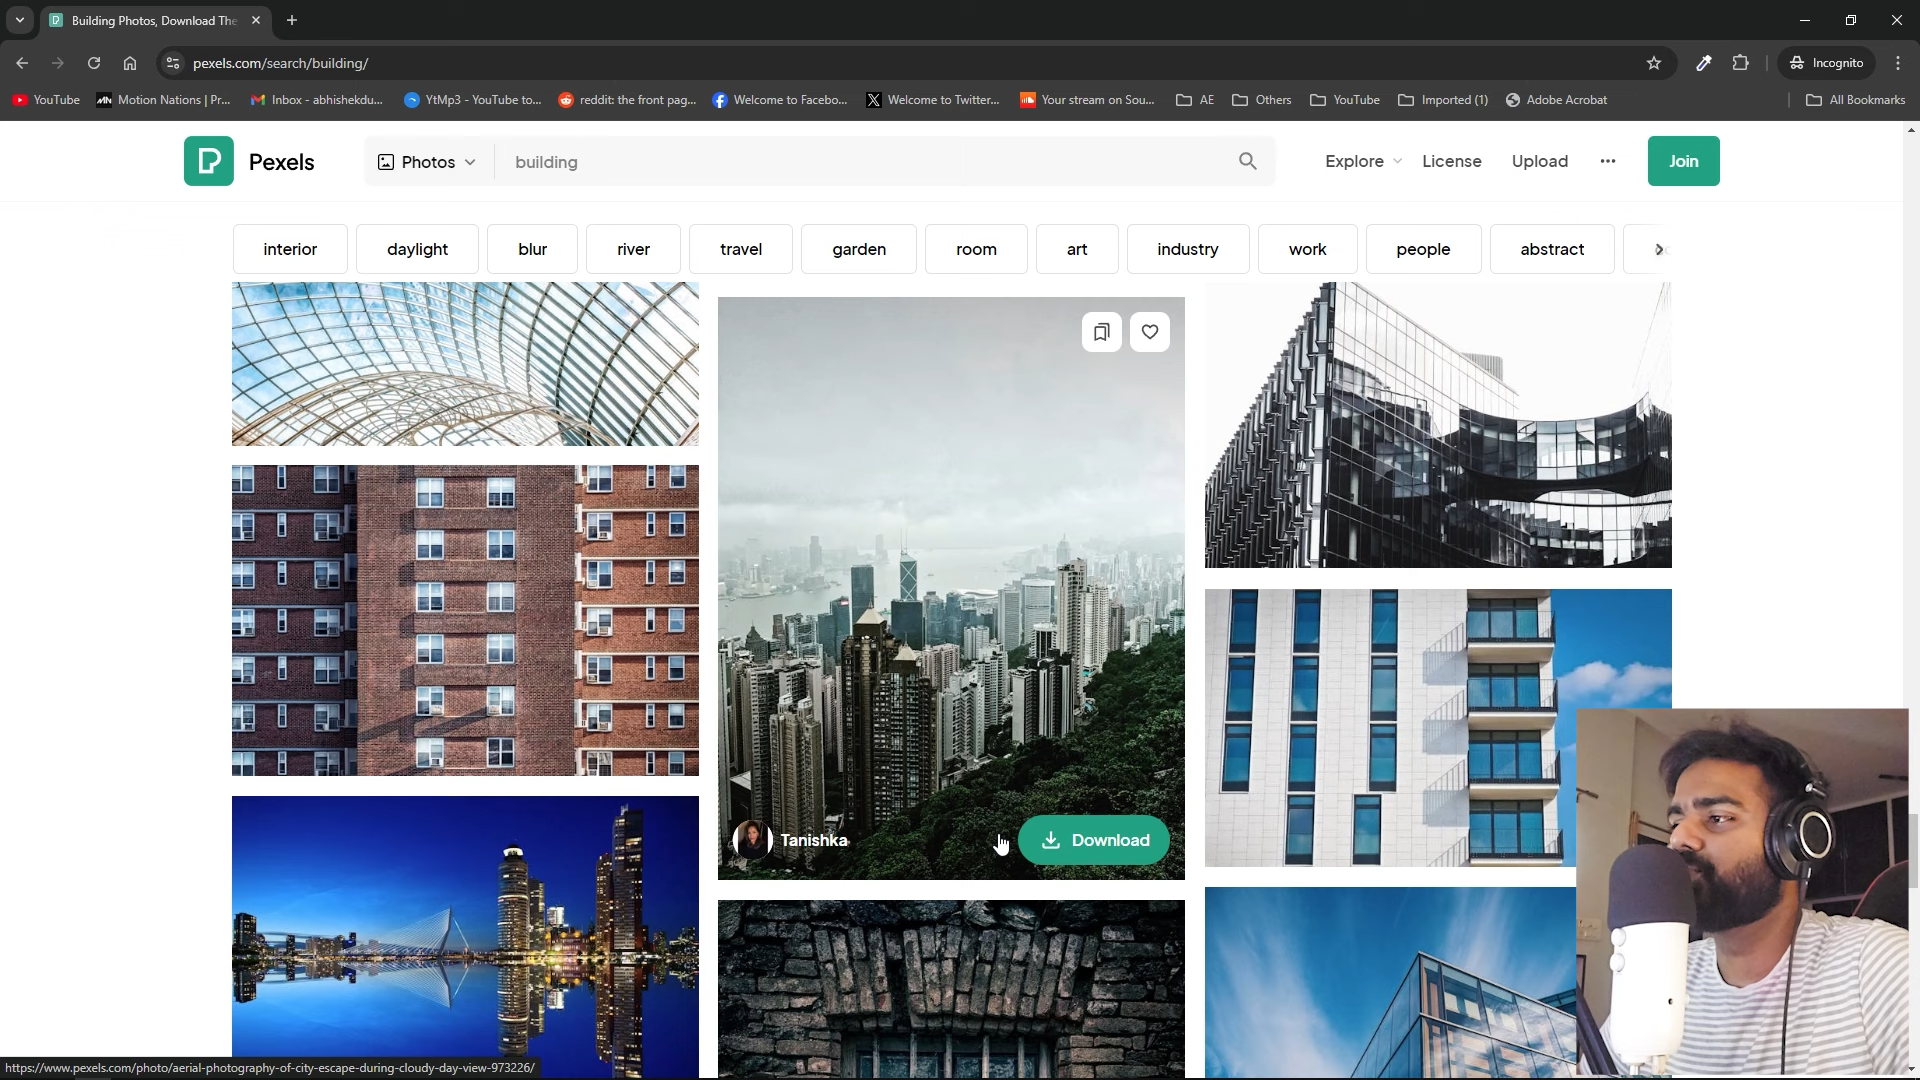 Building Photos, Download The
pexels.com/search/building/
Incognito
YouTube
Motion Nations | Pr...
Inbox - abhishekdu...
YtMp3 - YouTube to...
reddit: the front pag...
Welcome to Facebo...
Welcome to Twitter...
Your stream on Sou...
AE
Others
YouTube
Imported (1)
Adobe Acrobat
All Bookmarks
Pexels
Photos
building
Explore
License
Upload
Join
interior
daylight
blur
river
travel
garden
room
art
industry
work
people
abstract
Tanishka
Download
https://www.pexels.com/photo/aerial-photography-of-city-escape-during-cloudy-day-view-973226/